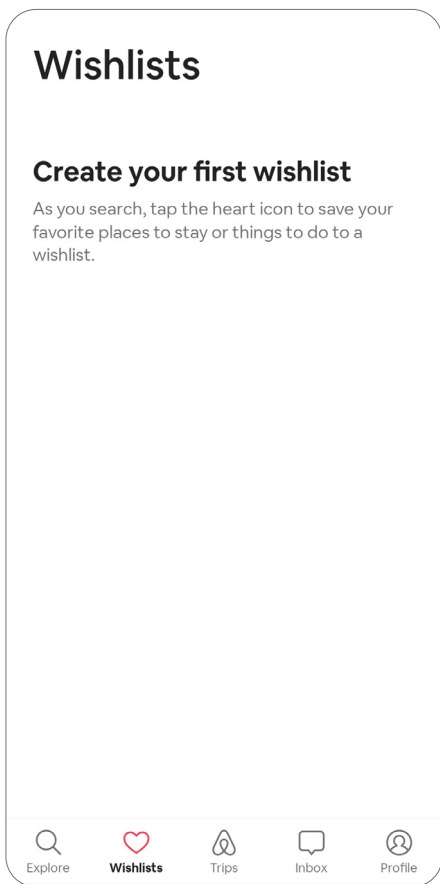 Wishlists
Create your first wishlist
As you search, tap the heart icon to save your
favorite places to stay or things to do to a
wishlist.
Explore
Wishlists
Trips
Inbox
Profile